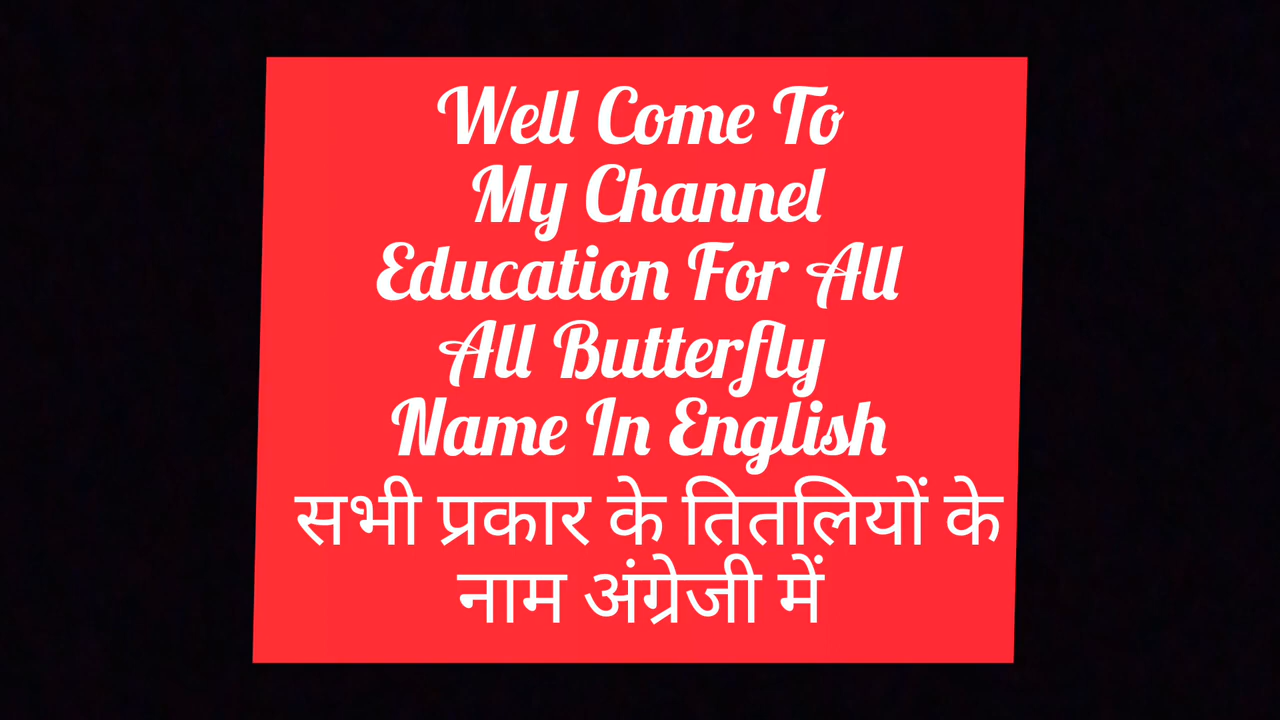 Well Come To
My Channel
Education For All
All Butterfly
Name In English
सभी प्रकार के तितलियों के
नाम अंग्रेजी में